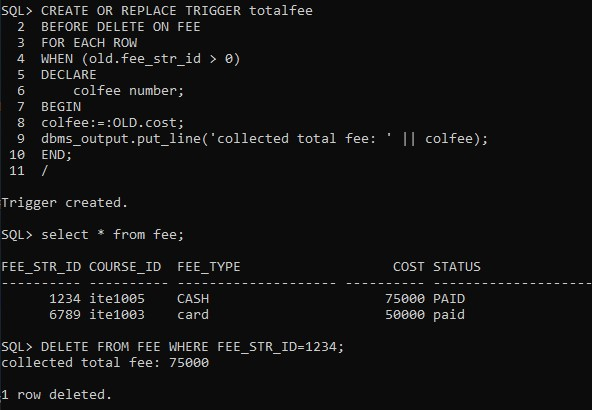 SQL> CREATE OR REPLACE TRIGGER totalfee
  2  BEFORE DELETE ON FEE
  3  FOR EACH ROW
  4  WHEN (old.fee_str_id > 0)
  5  DECLARE
  6      colfee number;
  7  BEGIN
  8  colfee:=:OLD.cost;
  9  dbms_output.put_line('collected total fee: ' || colfee);
 10  END;
 11  /
Trigger created.
SQL> select * from fee;
FEE_STR_ID COURSE_ID  FEE_TYPE                   COST STATUS
---------- ---------- -------------------- ---------- --------------------
      1234 ite1005    CASH                      75000 PAID
      6789 ite1003    card                      50000 paid
SQL> DELETE FROM FEE WHERE FEE_STR_ID=1234;
collected total fee: 75000
1 row deleted.